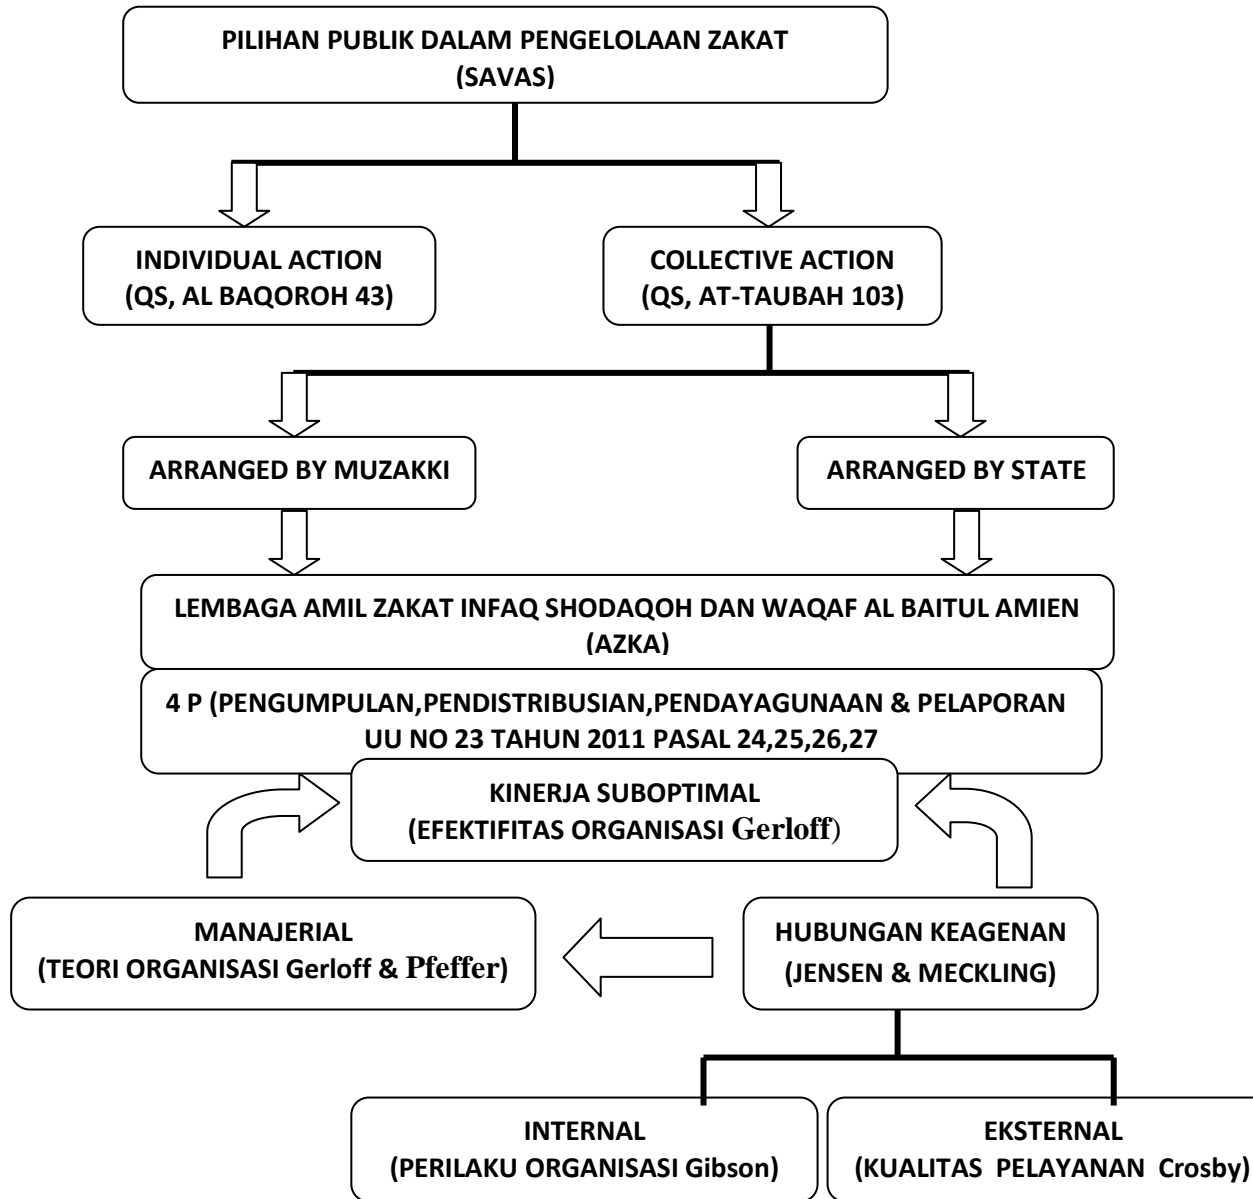 PILIHAN PUBLIK DALAM PENGELOLAAN ZAKAT
(SAVAS)
INDIVIDUAL ACTION
(QS, AL BAQOROH 43)
COLLECTIVE ACTION
(QS, AT-TAUBAH 103)
ARRANGED BY MUZAKKI
ARRANGED BY STATE
LEMBAGA AMIL ZAKAT INFAQ SHODAQOH DAN WAQAF AL BAITUL AMIEN
(AZKA)
4 P (PENGUMPULAN,PENDISTRIBUSIAN,PENDAYAGUNAAN & PELAPORAN
UU NO 23 TAHUN 2011 PASAL 24,25,26,27
KINERJA SUBOPTIMAL
(EFEKTIFITAS ORGANISASI Gerloff)
MANAJERIAL
(TEORI ORGANISASI Gerloff & Pfeffer)
HUBUNGAN KEAGENAN
(JENSEN & MECKLING)
INTERNAL
(PERILAKU ORGANISASI Gibson)
EKSTERNAL
(KUALITAS PELAYANAN Crosby)